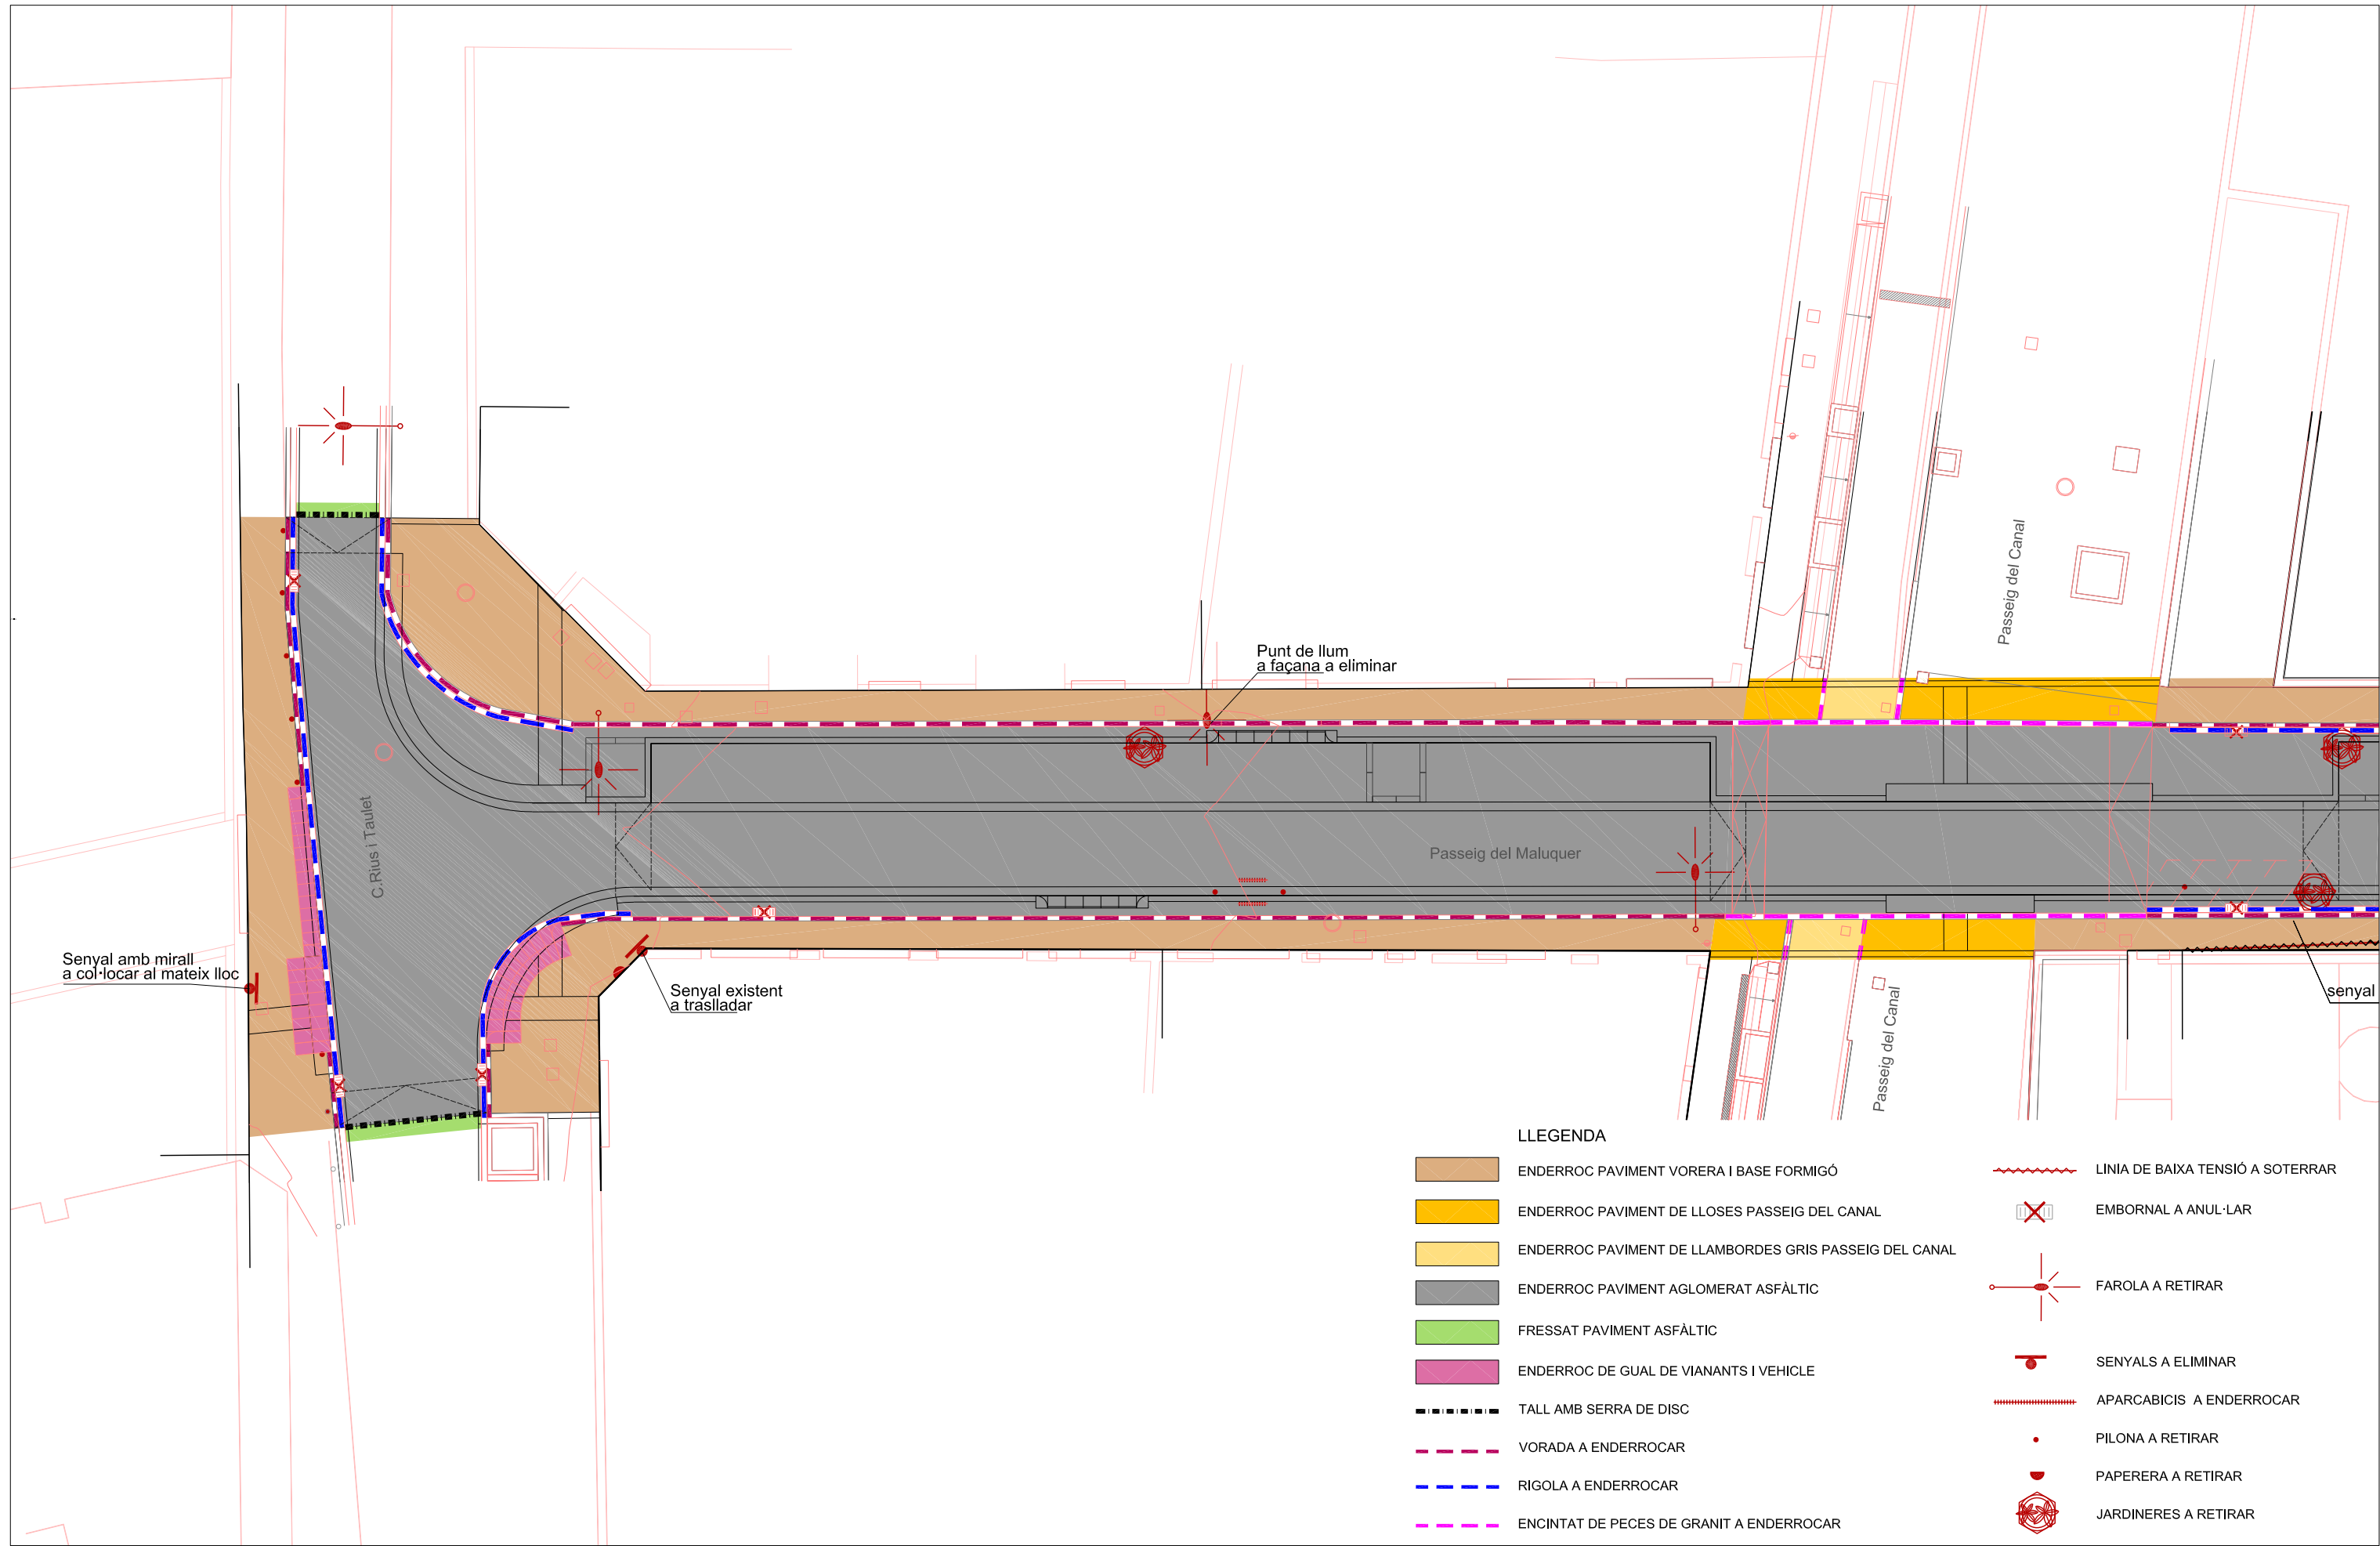 Passeig del Canal
Punt de llum
a façana a eliminar
C.Rius i Taulet
Passeig del Maluquer
Senyal amb mirall
a col·locar al mateix lloc
Senyal existent
a traslladar
senyal
Passeig del Canal
LLEGENDA
ENDERROC PAVIMENT VORERA I BASE FORMIGÓ
ENDERROC PAVIMENT DE LLOSES PASSEIG DEL CANAL
ENDERROC PAVIMENT DE LLAMBORDES GRIS PASSEIG DEL CANAL
ENDERROC PAVIMENT AGLOMERAT ASFÀLTIC
FRESSAT PAVIMENT ASFÀLTIC
ENDERROC DE GUAL DE VIANANTS I VEHICLE
TALL AMB SERRA DE DISC
VORADA A ENDERROCAR
RIGOLA A ENDERROCAR
ENCINTAT DE PECES DE GRANIT A ENDERROCAR
LINIA DE BAIXA TENSIÓ A SOTERRAR
EMBORNAL A ANUL·LAR
FAROLA A RETIRAR
SENYALS A ELIMINAR
APARCABICIS A ENDERROCAR
PILONA A RETIRAR
PAPERERA A RETIRAR
JARDINERES A RETIRAR